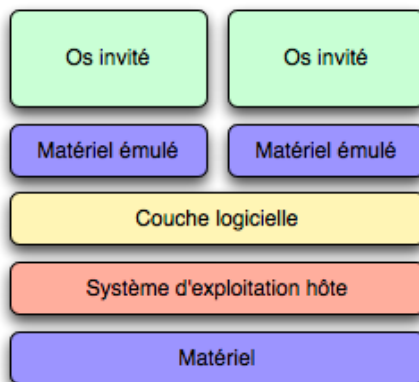 Os invité
Os invité
Matériel émulé
Matériel émulé
Couche logicielle
Système d'exploitation hôte
Matériel